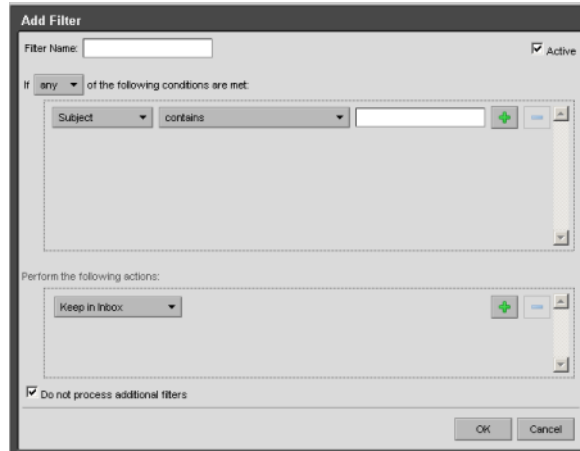 Add Filter
Filter Name:
Active
If any of the following conditions are met:
Subject contains
Perform the following actions:
Keep in Inbox
Do not process additional filters
OK Cancel